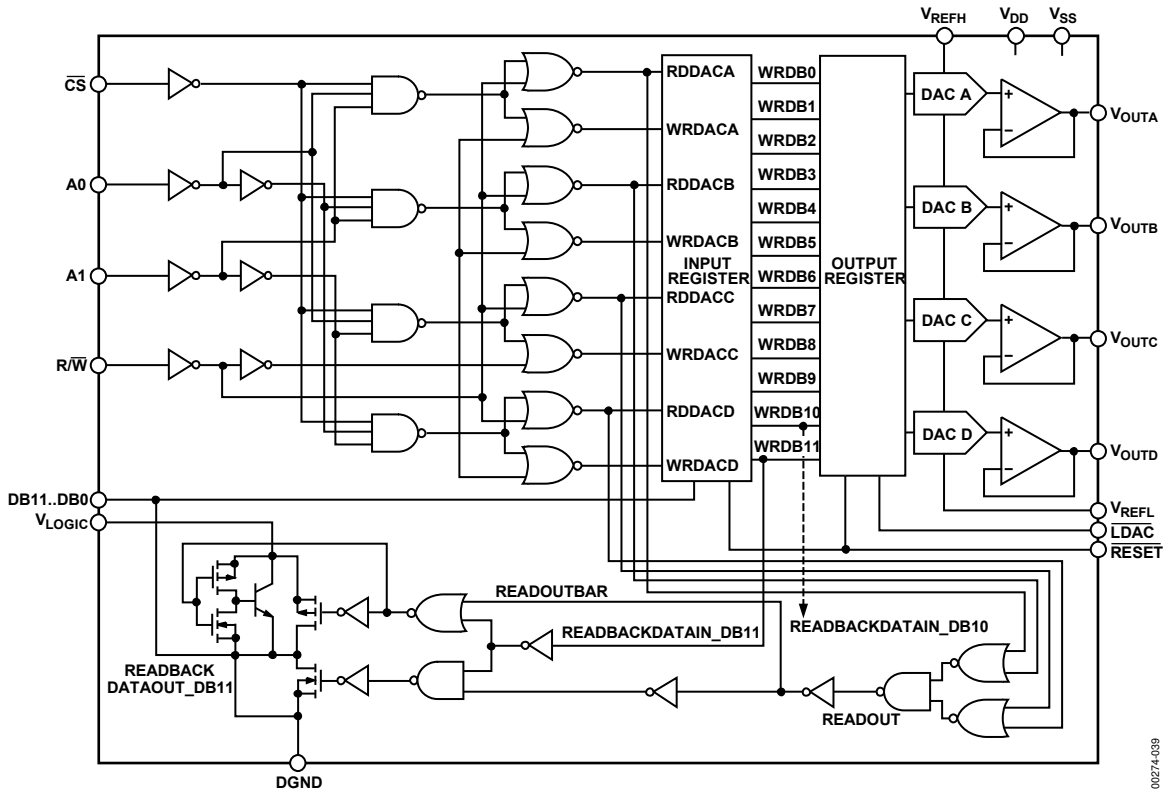 VREFH VDD VSS
CS
A0
A1
R/W
DB11..DB0
VLOGIC
RDDACA
WRDACA
RDDACB
WRDACB
INPUT
REGISTER
RDDACC
WRDACC
RDDACD
WRDACD
WRDB0
WRDB1
WRDB2
WRDB3
WRDB4
WRDB5
WRDB6
WRDB7
WRDB8
WRDB9
WRDB10
WRDB11
OUTPUT
REGISTER
DAC A
+
–
VOUTA
DAC B
+
–
VOUTB
DAC C
+
–
VOUTC
DAC D
+
–
VOUTD
VREFL
LDAC
RESET
READOUTBAR
READBACKDATAIN_DB11
READBACKDATAIN_DB10
READBACK
DATAOUT_DB11
READOUT
DGND
00274-039